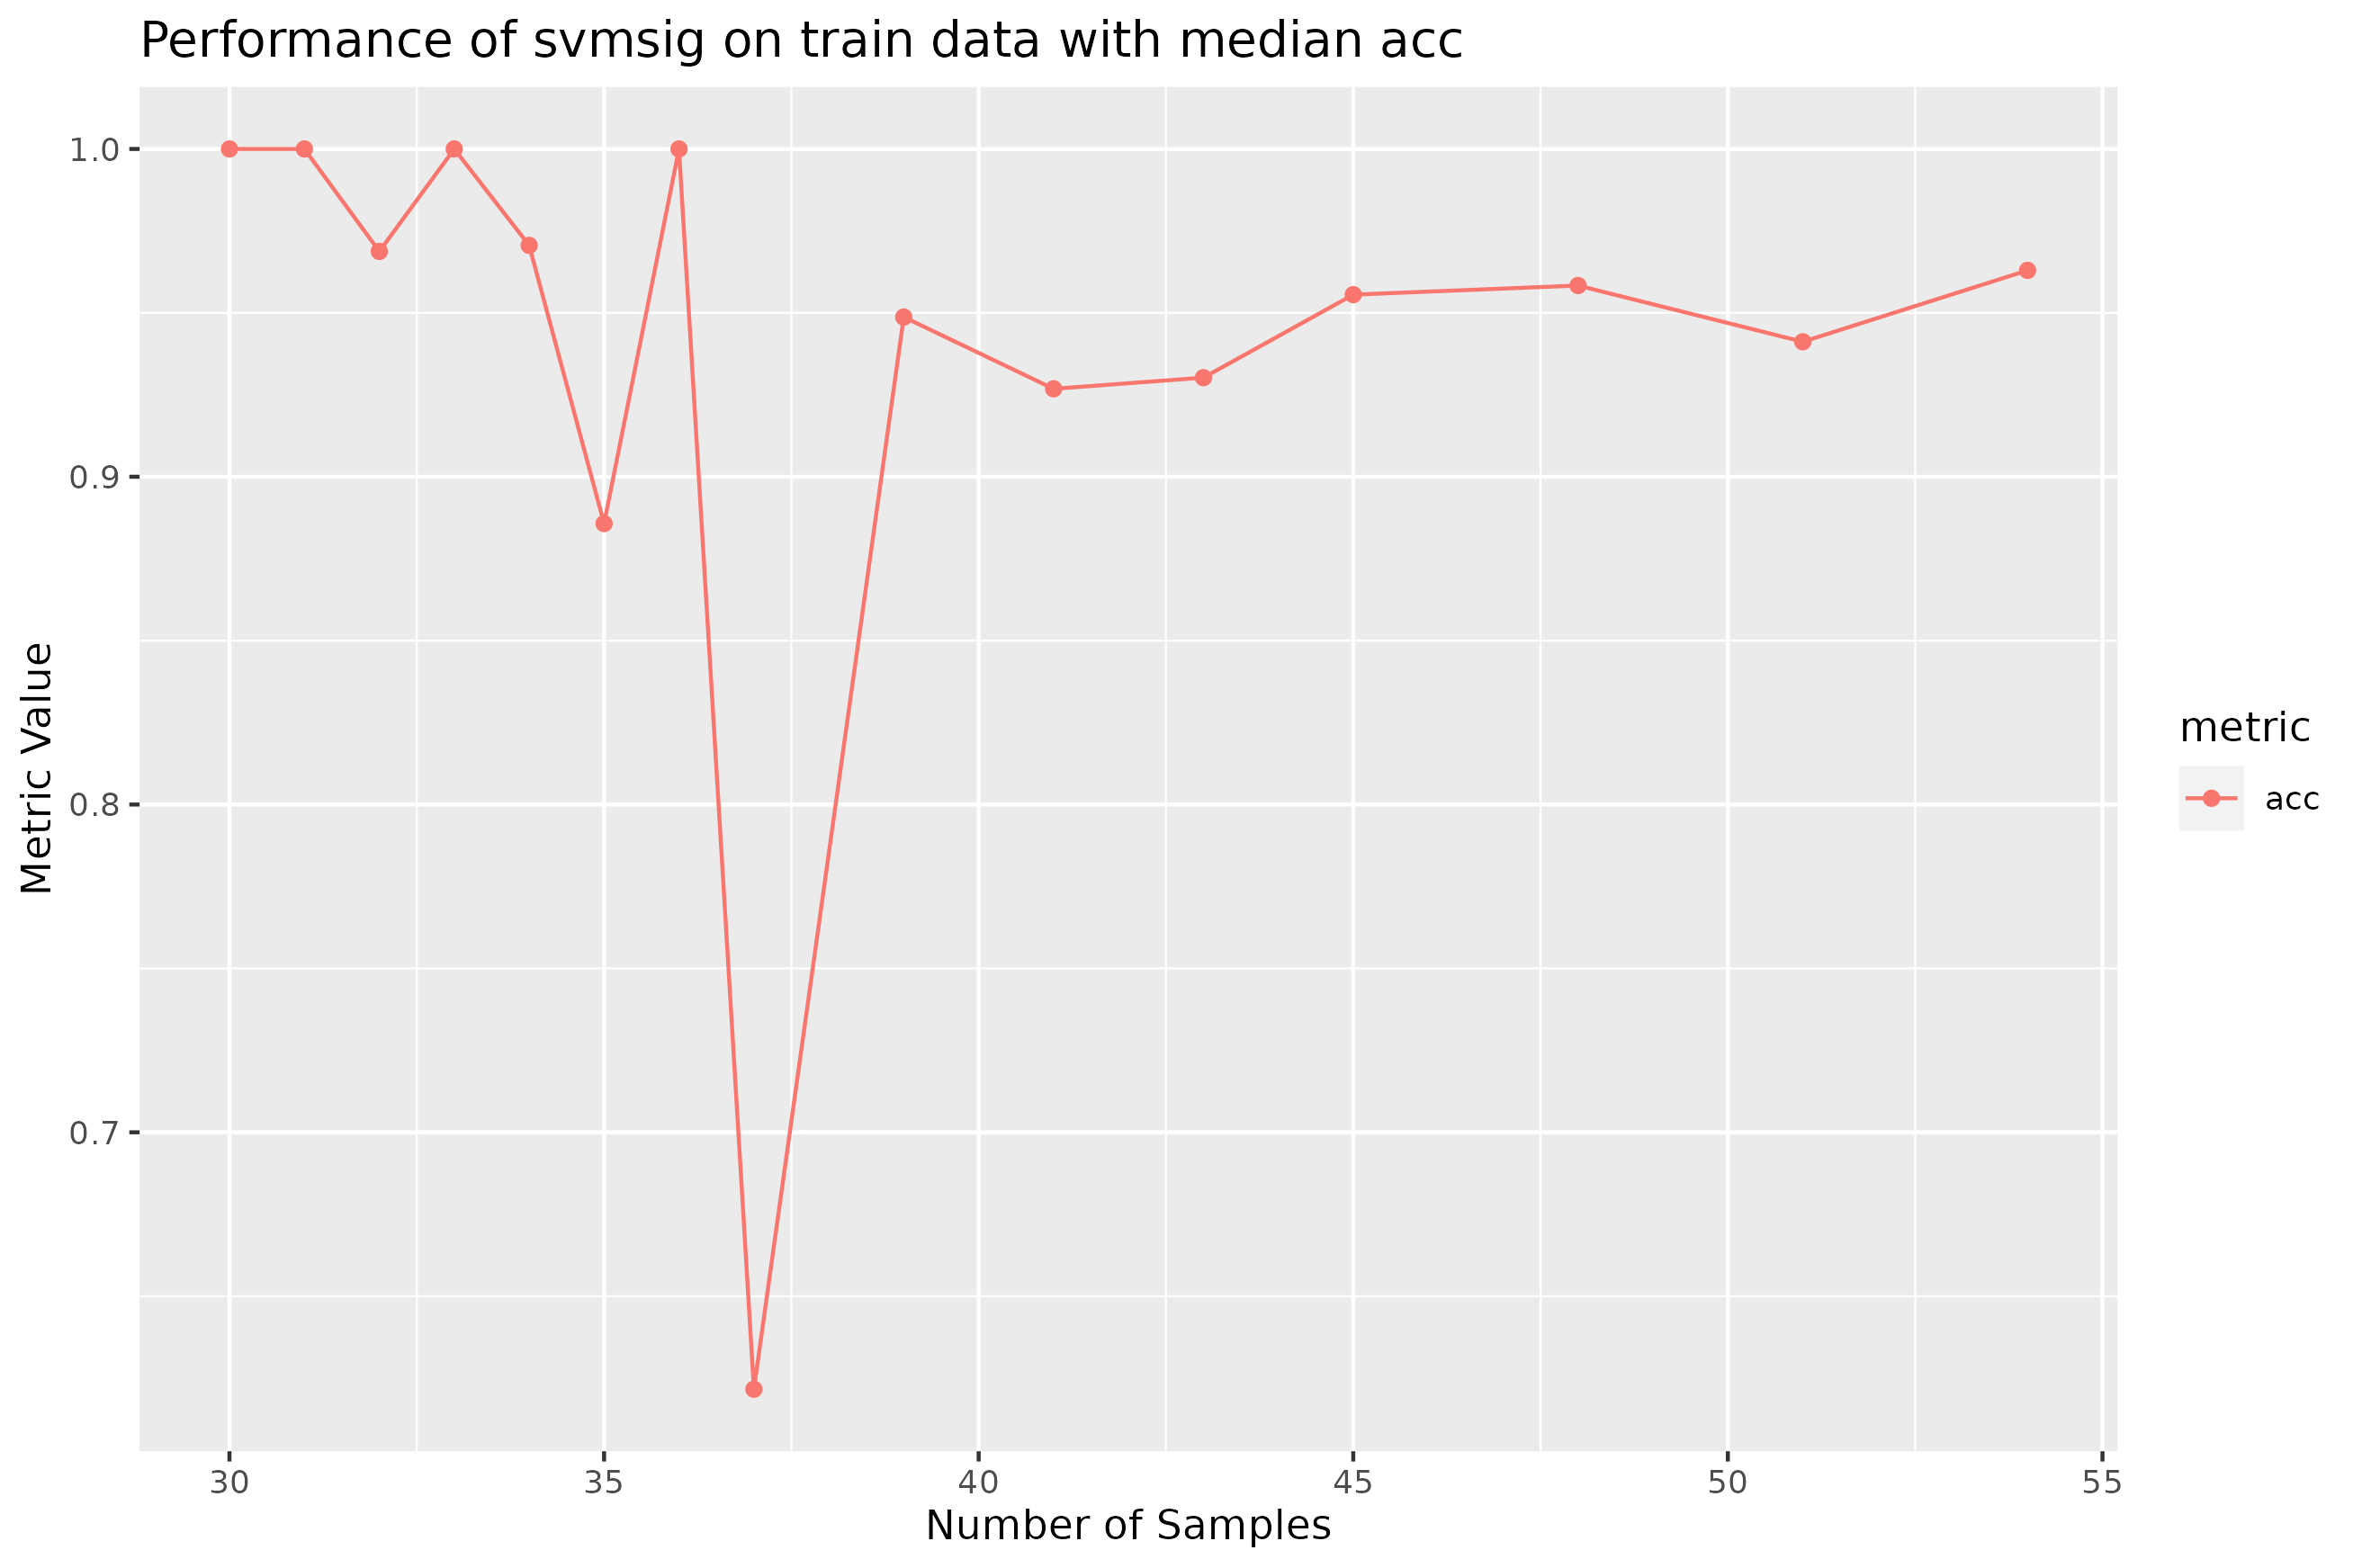 Performance of svmsig on train data with median acc
1.0
0.9
0.8
0.7
Metric Value
30 35 40 45 50 55
Number of Samples
metric
acc